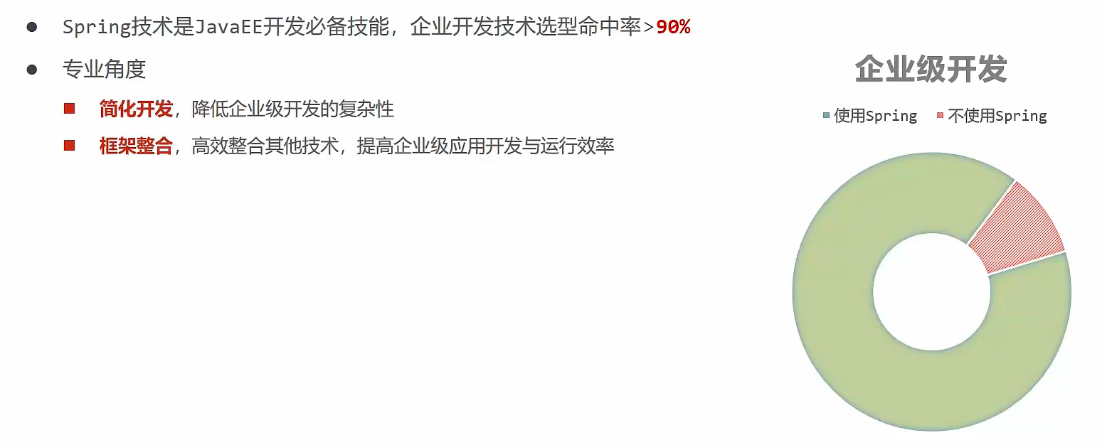 ● Spring技术是JavaEE开发必备技能，企业开发技术选型命中率>90%
● 专业角度
■ 简化开发，降低企业级开发的复杂性
■ 框架整合，高效整合其他技术，提高企业级应用开发与运行效率
企业级开发
使用Spring 不使用Spring